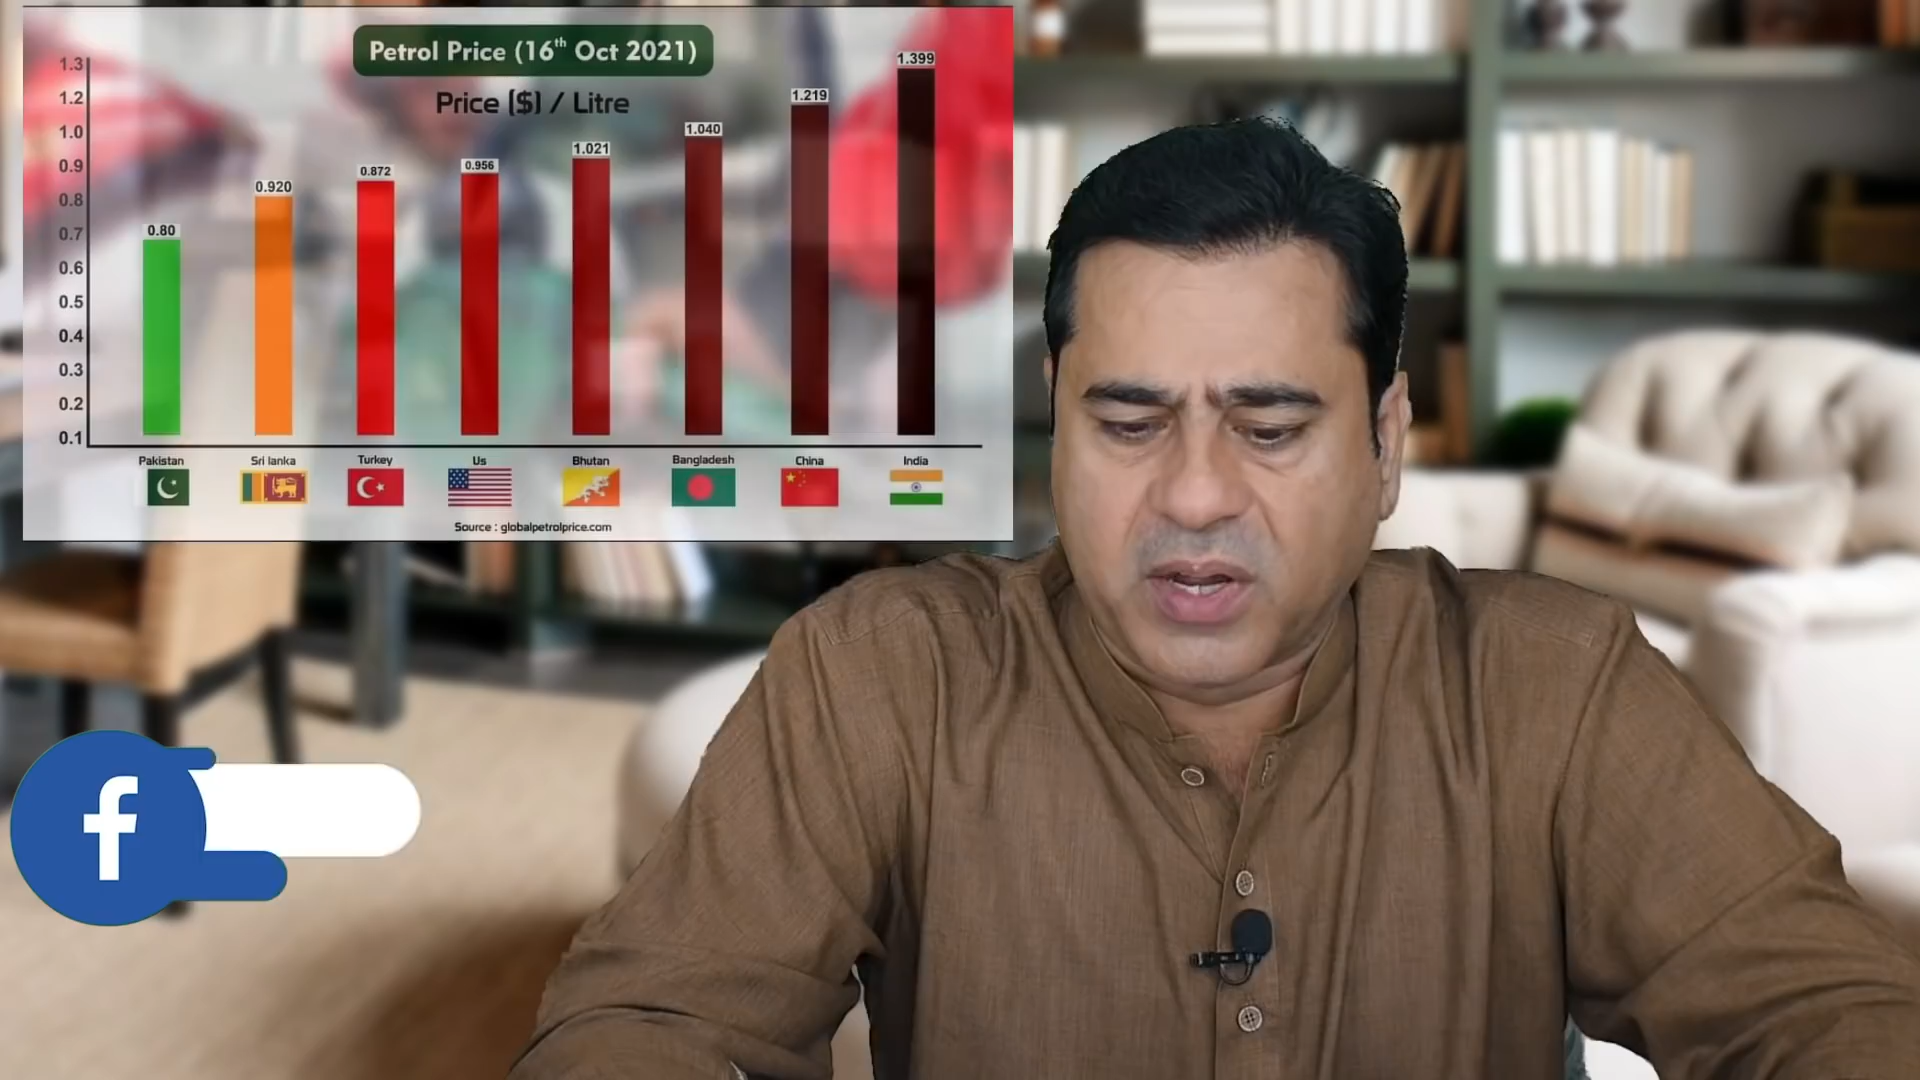 Petrol Price (16th Oct 2021)
Price ($) / Litre
1.3
1.2
1.0
0.9
0.8
0.7
0.6
0.5
0.4
0.3
0.2
0.1
0.80
0.920
0.872
0.956
1.021
1.040
1.219
1.399
Pakistan
Sri lanka
Turkey
Us
Bhutan
Bangladesh
China
India
Source : globalpetrolprice.com
f